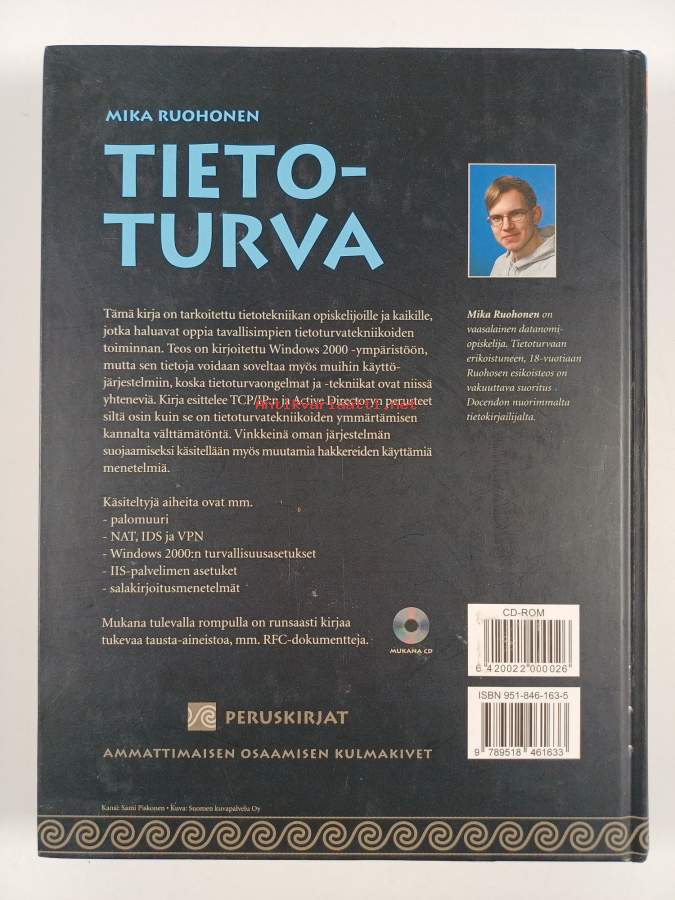 MIKA RUOHONEN
TIETO-
TURVA
Tämä kirja on tarkoitettu tietotekniikan opiskelijoille ja kaikille,
jotka haluavat oppia tavallisimpien tietoturvatekniikoiden
toiminnan. Teos on kirjoitettu Windows 2000 -ympäristöön,
mutta sen tietoja voidaan soveltaa myös muihin käyttö-
järjestelmiin, koska tietoturvaongelmat ja -tekniikat ovat niissä
yhteneviä. Kirja esittelee TCP/IP:n ja Active Directoryn perusteet
siltä osin kuin se on tietoturvatekniikoiden ymmärtämisen
kannalta välttämätöntä. Vinkkeinä oman järjestelmän
suojaamiseksi käsitellään myös muutamia hakkereiden käyttämiä
menetelmiä.
Antikvariaatti.net
Käsiteltyjä aiheita ovat mm.
- palomuuri
- NAT, IDS ja VPN
- Windows 2000:n turvallisuusasetukset
- IIS-palvelimen asetuket
- salakirjoitusmenetelmät
Mukana tulevalla rompulla on runsaasti kirjaa
tukevaa tausta-aineistoa, mm. RFC-dokumentteja.
MUKANA CD
Mika Ruohonen on
vaasalainen datanomi-
opiskelija. Tietoturvaan
erikoistuneen, 18-vuotiaan
Ruohosen esikoisteos on
vakuuttava suoritus
Docendon nuorimmalta
tietokirjailijalta.
CD-ROM
6 420022 000026
ISBN 951-846-163-5
9 789518 461633
PERUSKIRJAT
AMMATTIMAISEN OSAAMISEN KULMAKIVET
Kansi: Sami Piskonen • Kuva: Suomen kuvapalvelu Oy